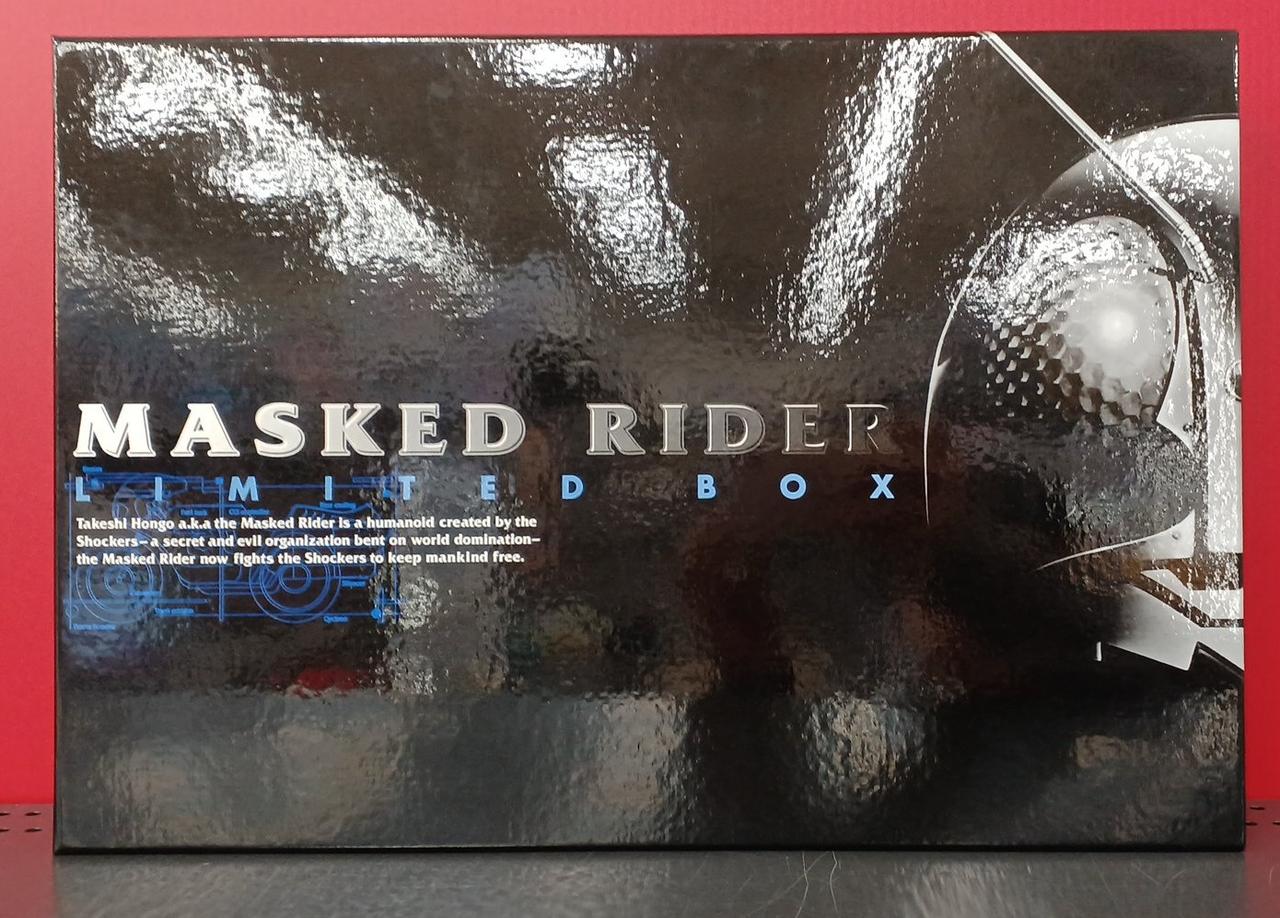 MASKED RIDER
LIMITED BOX
Takeshi Hongo a.k.a the Masked Rider is a humanoid created by the
Shockers—a secret and evil organization bent on world domination—
the Masked Rider now fights the Shockers to keep mankind free.
Cyclone